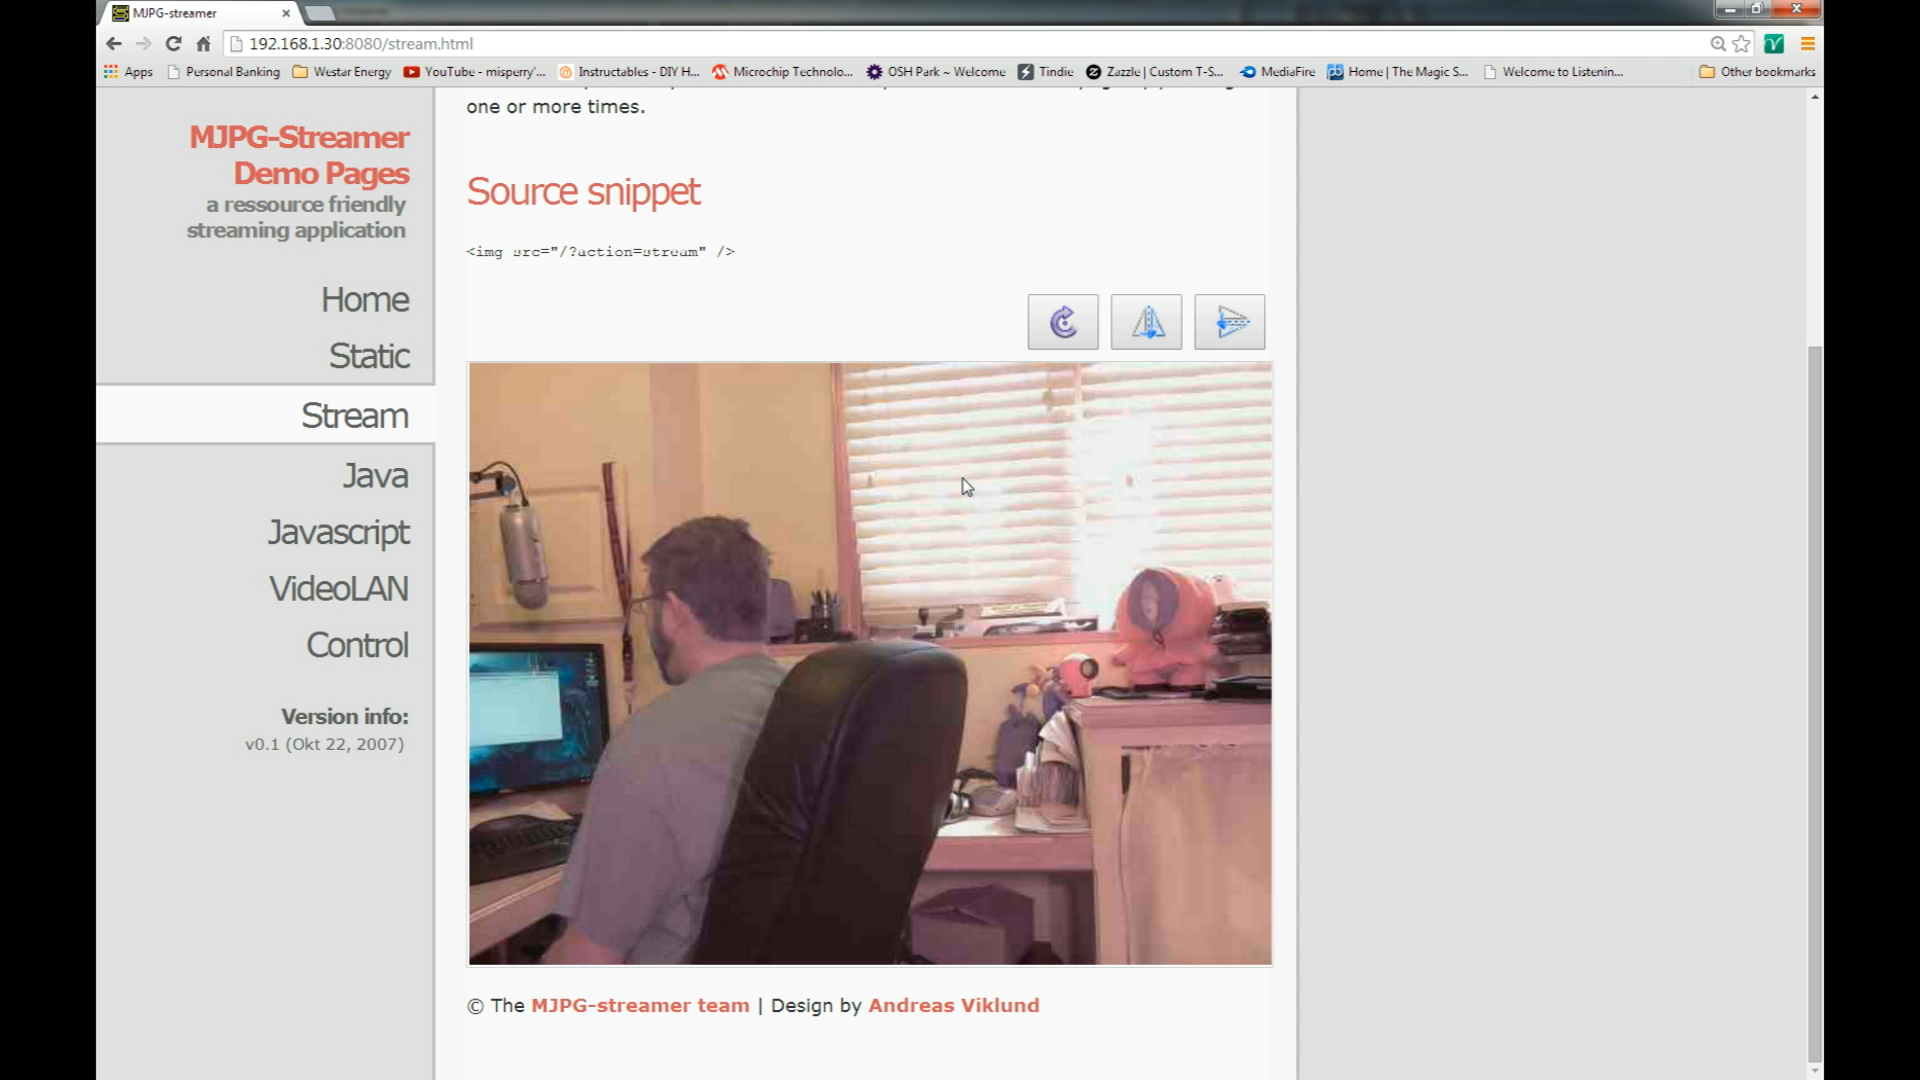 MJPG-streamer
192.168.1.30:8080/stream.html
Apps Personal Banking Westar Energy YouTube - misperry'... Instructables - DIY H... Microchip Technolo... OSH Park ~ Welcome Tindie Zazzle | Custom T-S... MediaFire Home | The Magic S... Welcome to Listenin... Other bookmarks
one or more times.
MJPG-Streamer
Demo Pages
a ressource friendly
streaming application
Home
Static
Stream
Java
Javascript
VideoLAN
Control
Version info:
v0.1 (Okt 22, 2007)
Source snippet
<img src="/?action=stream" />
© The MJPG-streamer team | Design by Andreas Viklund